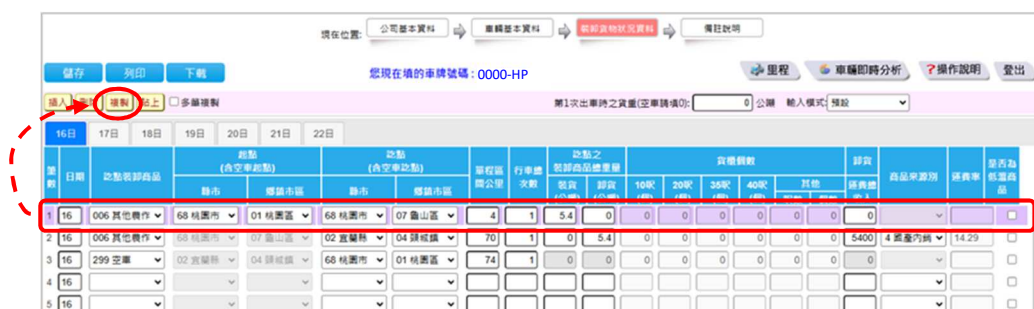 現在位置: 公司基本資料 車輛基本資料 裝卸貨物狀況資料 備註說明
儲存 列印 下載 您現在填的車牌號碼 : 0000-HP 里程 車輛即時分析 ?操作說明 登出
插入 複製 貼上 多筆複製 第1次出車時之貨重(空車請填0): 0 公噸 輸入模式: 預設
16日 17日 18日 19日 20日 21日 22日
筆數 日期 訖點裝卸商品 起點(含空車起點) 訖點(含空車訖點) 單程區間公里 行車總次數 訖點之裝卸商品總重量 貨櫃個數 卸貨 商品來源別 運費率 是否為低溫商品
縣市 鄉鎮市區 縣市 鄉鎮市區 裝貨 卸貨 10呎 20呎 35呎 40呎 其他 運費總
1 16 006 其他農作 68 桃園市 01 桃園區 68 桃園市 07 龜山區 4 1 5.4 0 0 0 0 0 0 0 0
2 16 006 其他農作 68 桃園市 07 龜山區 02 宜蘭縣 04 頭城鎮 70 1 0 5.4 0 0 0 0 0 0 5400 4 國產內銷 14.29
3 16 299 空車 02 宜蘭縣 04 頭城鎮 68 桃園市 01 桃園區 74 1 0 0 0 0 0 0 0 0 0
4 16
5 16